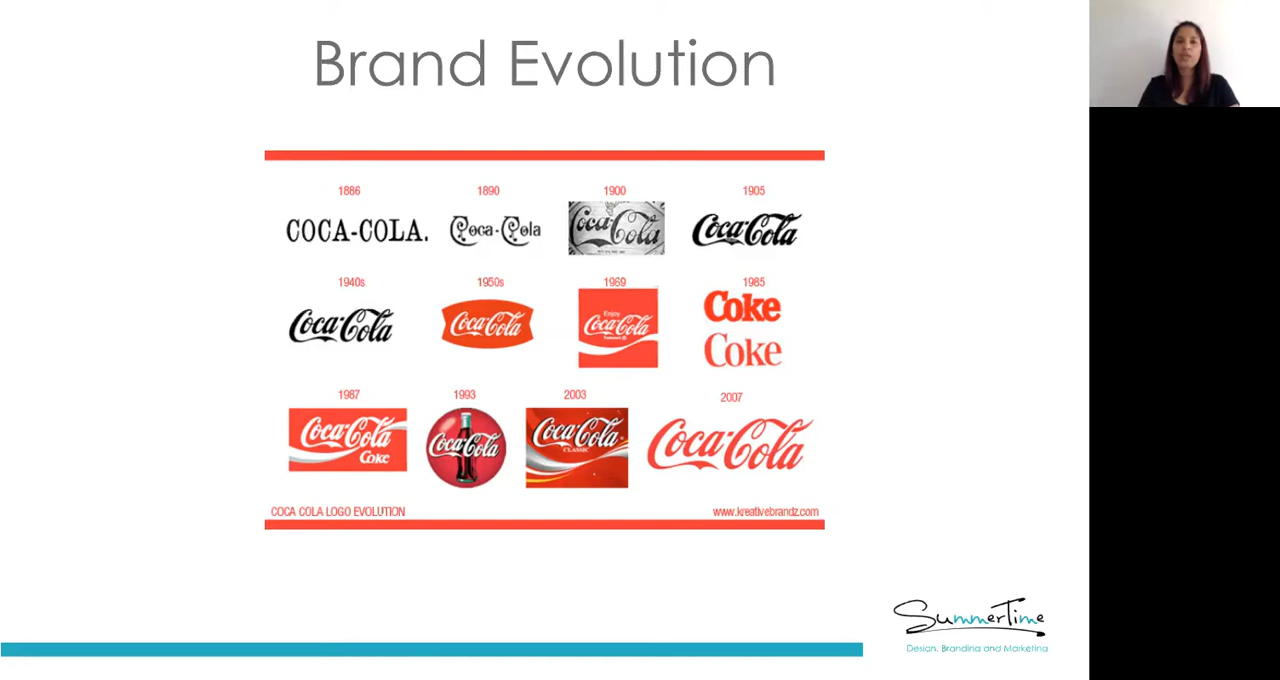 Brand Evolution
1886 1890 1900 1905
COCA-COLA. Coca-Cola Coca-Cola Coca-Cola
1940s 1950s 1969 1985
Coca-Cola Coca-Cola Enjoy Coca-Cola Coke
Coke
1987 1993 2003 2007
Coca-Cola Coca-Cola Coca-Cola Coca-Cola
Coke CLASSIC
COCA COLA LOGO EVOLUTION www.kreativebrandz.com
SummerTime
Design, Branding and Marketing